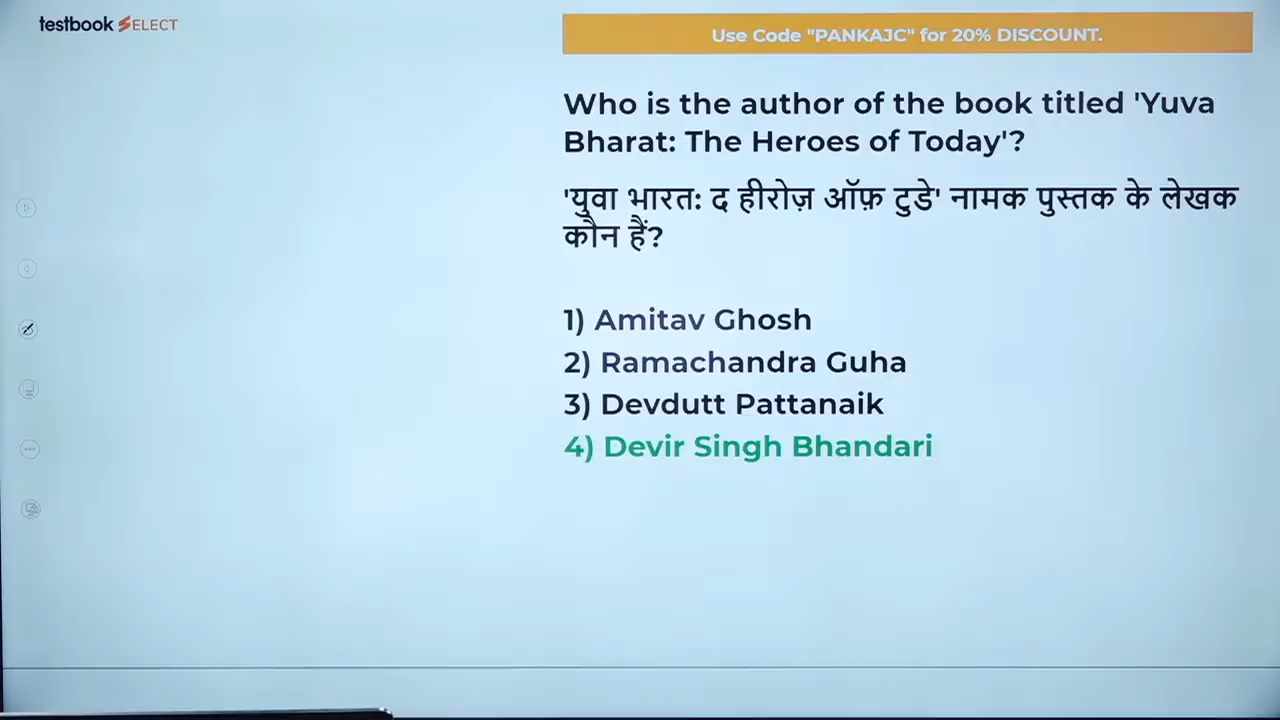 testbook SELECT
Use Code "PANKAJC" for 20% DISCOUNT.
Who is the author of the book titled 'Yuva
Bharat: The Heroes of Today'?
'युवा भारत: द हीरोज़ ऑफ़ टुडे' नामक पुस्तक के लेखक
कौन हैं?
1) Amitav Ghosh
2) Ramachandra Guha
3) Devdutt Pattanaik
4) Devir Singh Bhandari